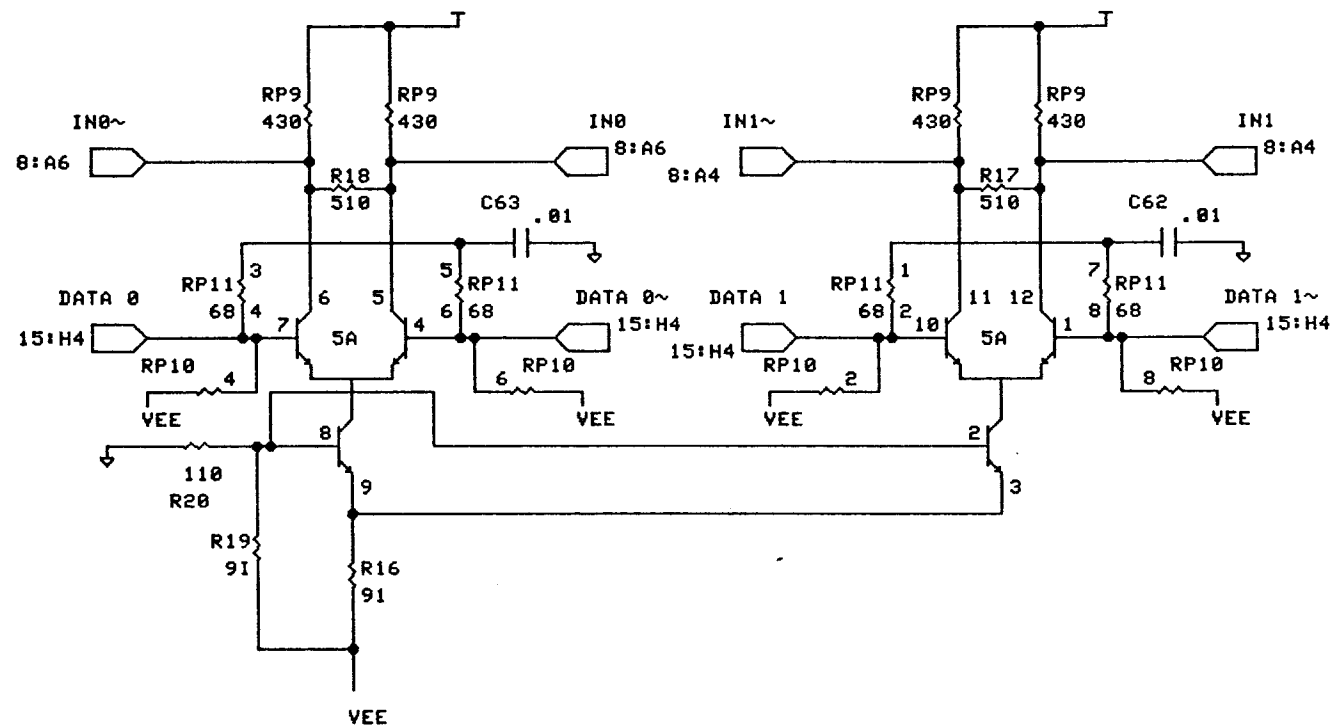 RP9 RP9 RP9 RP9
430 430 430 430
IN0~ IN0 IN1~ IN1
8:A6 8:A6 8:A4 8:A4
R18 R17
510 510
C63 C62
.01 .01
3 5 1 7
RP11 RP11 RP11 RP11
DATA 0 68 4 6 5 6 68 DATA 0~ DATA 1 68 2 11 12 8 68 DATA 1~
15:H4 7 5A 4 15:H4 15:H4 10 5A 1 15:H4
RP10 RP10 RP10 RP10
4 6 2 8
VEE VEE VEE VEE
8 2
110 9 3
R20
R19 R16
9I 91
VEE